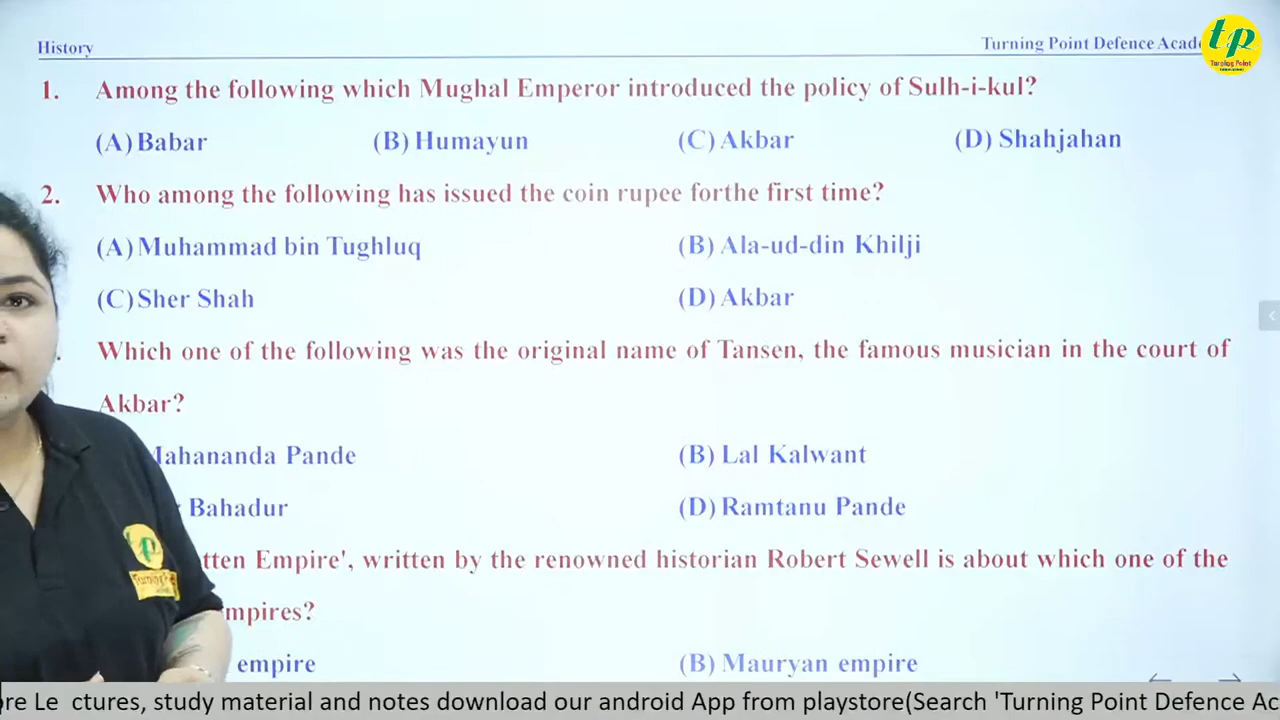 History
Turning Point Defence
tp
Turning Point
1. Among the following which Mughal Emperor introduced the policy of Sulh-i-kul?
(A) Babar (B) Humayun (C) Akbar (D) Shahjahan
2. Who among the following has issued the coin rupee forthe first time?
(A) Muhammad bin Tughluq (B) Ala-ud-din Khilji
(C) Sher Shah (D) Akbar
Which one of the following was the original name of Tansen, the famous musician in the court of
Akbar?
Mahananda Pande (B) Lal Kalwant
Bahadur (D) Ramtanu Pande
Empire', written by the renowned historian Robert Sewell is about which one of the
empire (B) Mauryan empire
tp
Turning
re Le ctures, study material and notes download our android App from playstore(Search 'Turning Point Defence Ac